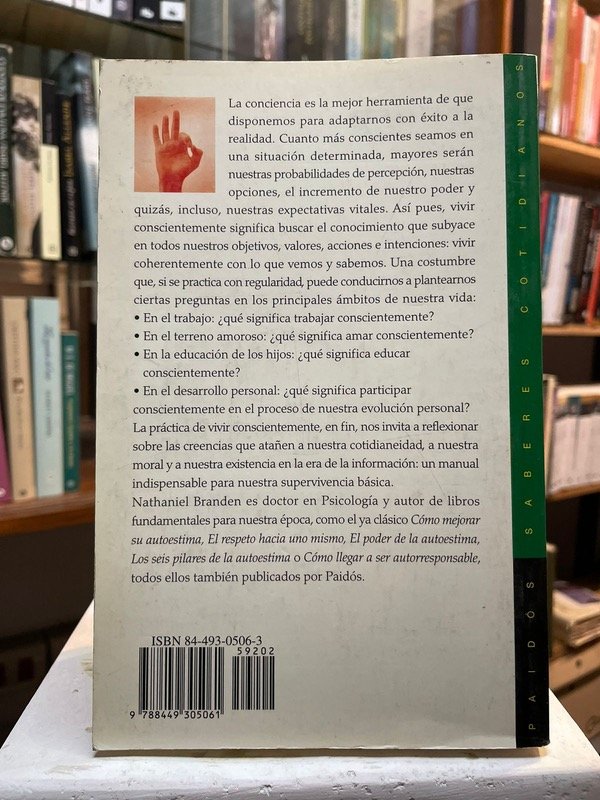 La conciencia es la mejor herramienta de que
disponemos para adaptarnos con éxito a la
realidad. Cuanto más conscientes seamos en
una situación determinada, mayores serán
nuestras probabilidades de percepción, nuestras
opciones, el incremento de nuestro poder y
quizás, incluso, nuestras expectativas vitales. Así pues, vivir
conscientemente significa buscar el conocimiento que subyace
en todos nuestros objetivos, valores, acciones e intenciones: vivir
coherentemente con lo que vemos y sabemos. Una costumbre
que, si se practica con regularidad, puede conducirnos a plantearnos
ciertas preguntas en los principales ámbitos de nuestra vida:
• En el trabajo: ¿qué significa trabajar conscientemente?
• En el terreno amoroso: ¿qué significa amar conscientemente?
• En la educación de los hijos: ¿qué significa educar
conscientemente?
• En el desarrollo personal: ¿qué significa participar
conscientemente en el proceso de nuestra evolución personal?
La práctica de vivir conscientemente, en fin, nos invita a reflexionar
sobre las creencias que atañen a nuestra cotidianeidad, a nuestra
moral y a nuestra existencia en la era de la información: un manual
indispensable para nuestra supervivencia básica.
Nathaniel Branden es doctor en Psicología y autor de libros
fundamentales para nuestra época, como el ya clásico Cómo mejorar
su autoestima, El respeto hacia uno mismo, El poder de la autoestima,
Los seis pilares de la autoestima o Cómo llegar a ser autorresponsable,
todos ellos también publicados por Paidós.
ISBN 84-493-0506-3
59202
9 788449 305061
PAIDÓS SABERES COTIDIANOS